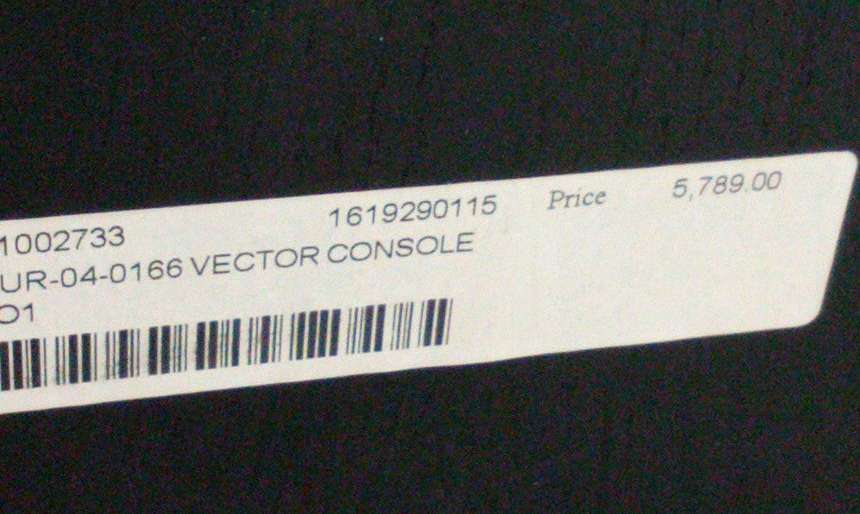 1002733 1619290115 Price 5,789.00
UR-04-0166 VECTOR CONSOLE
O1